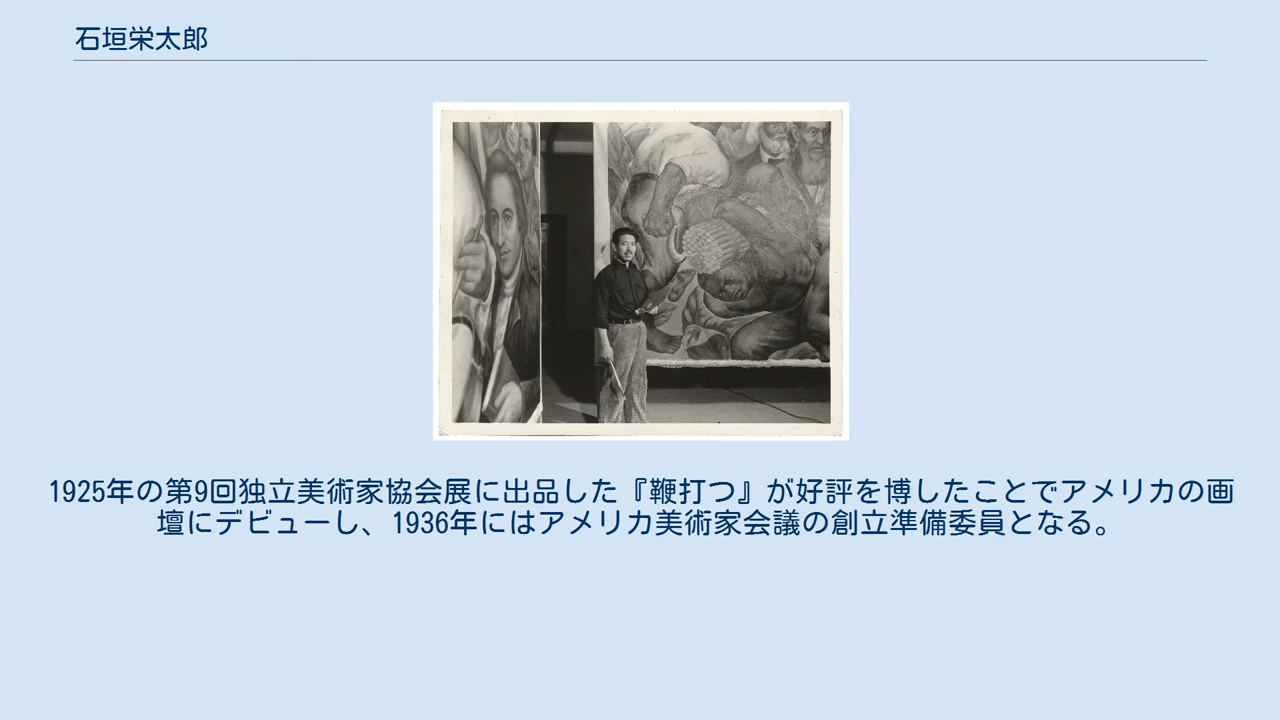 石垣栄太郎
1925年の第9回独立美術家協会展に出品した『鞭打つ』が好評を博したことでアメリカの画
壇にデビューし、1936年にはアメリカ美術家会議の創立準備委員となる。